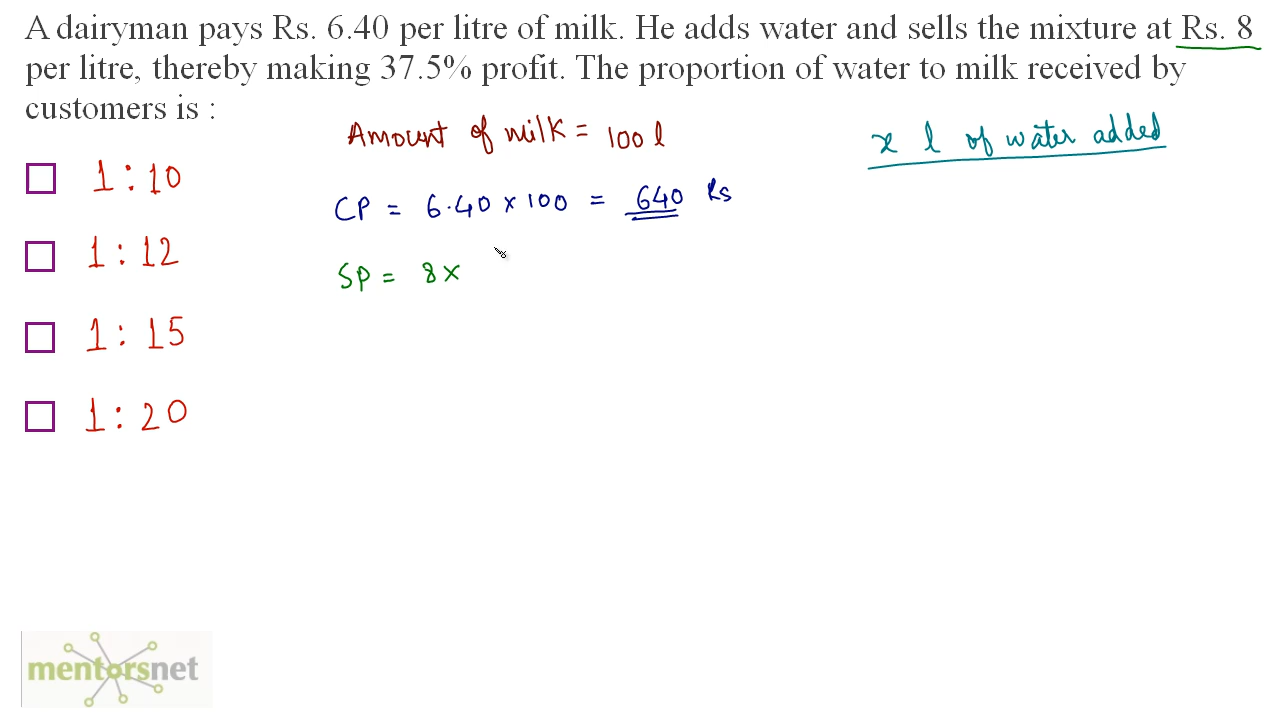 A dairyman pays Rs. 6.40 per litre of milk. He adds water and sells the mixture at Rs. 8
per litre, thereby making 37.5% profit. The proportion of water to milk received by
customers is :
Amount of milk = 100 l
x l of water added
1 : 10
CP = 6.40 x 100 = 640 Rs
1 : 12
SP = 8 x
1 : 15
1 : 20
mentorsnet